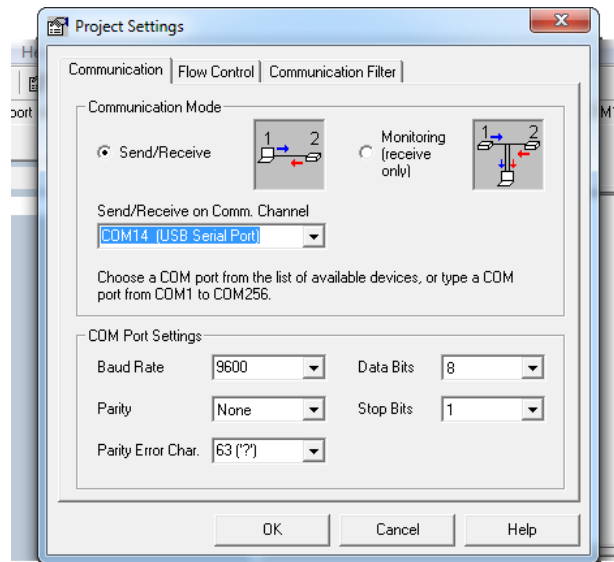 Project Settings
He
port
M1
Communication
Flow Control
Communication Filter
Communication Mode
Send/Receive
1 2
Monitoring
(receive
only)
1 2
Send/Receive on Comm. Channel
COM14 (USB Serial Port)
Choose a COM port from the list of available devices, or type a COM
port from COM1 to COM256.
COM Port Settings
Baud Rate 9600 Data Bits 8
Parity None Stop Bits 1
Parity Error Char. 63 ('?')
OK Cancel Help